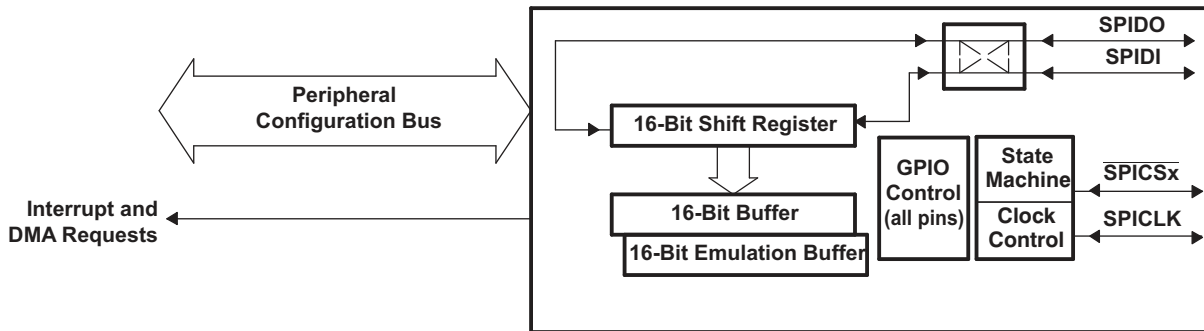 SPIDO
SPIDI
Peripheral
Configuration Bus
16-Bit Shift Register
GPIO
Control
(all pins)
State
Machine
SPICSx
16-Bit Buffer
Clock
Control
SPICLK
Interrupt and
DMA Requests
16-Bit Emulation Buffer